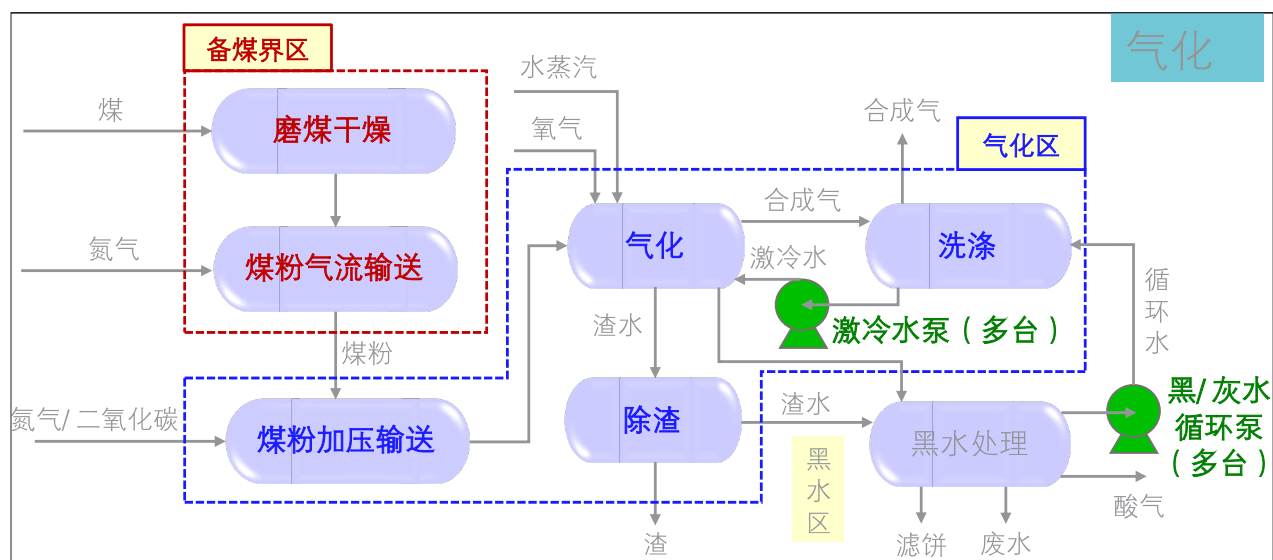 备煤界区
气化
水蒸汽
煤
磨煤干燥
氧气
合成气
气化区
氮气
煤粉气流输送
气化
合成气
洗涤
激冷水
循
环
水
渣水
激冷水泵（多台）
煤粉
氮气/二氧化碳
煤粉加压输送
除渣
渣水
黑水处理
黑/灰水
循环泵
（多台）
黑
水
区
酸气
渣
滤饼
废水